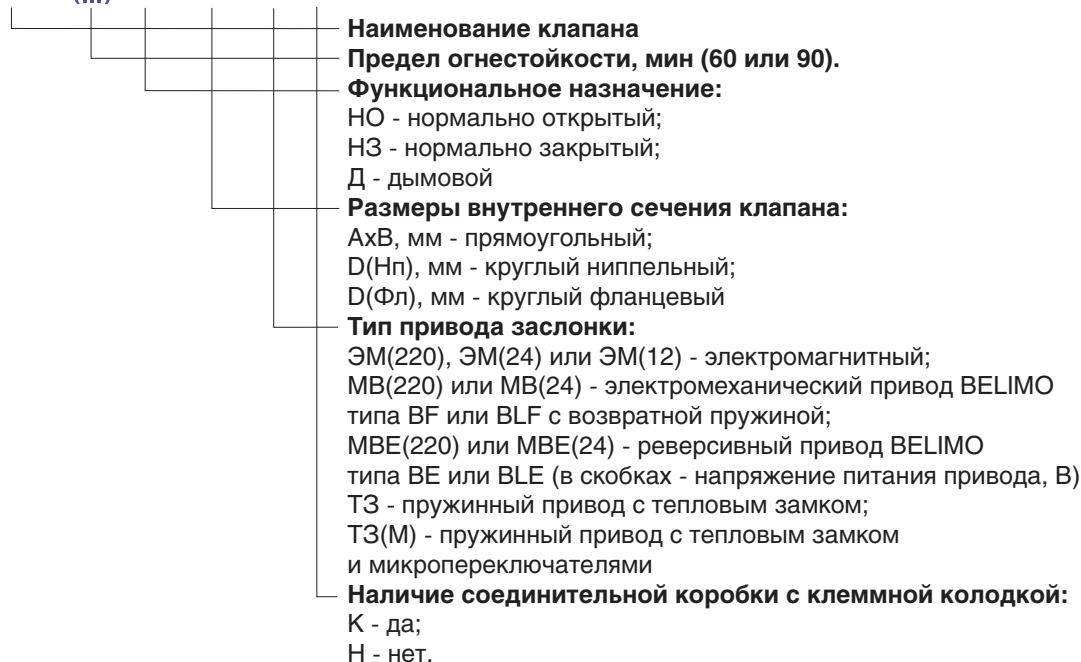 Наименование клапана
Предел огнестойкости, мин (60 или 90).
Функциональное назначение:
НО - нормально открытый;
НЗ - нормально закрытый;
Д - дымовой
Размеры внутреннего сечения клапана:
АхВ, мм - прямоугольный;
D(Нп), мм - круглый ниппельный;
D(Фл), мм - круглый фланцевый
Тип привода заслонки:
ЭМ(220), ЭМ(24) или ЭМ(12) - электромагнитный;
МВ(220) или МВ(24) - электромеханический привод BELIMO
типа BF или BLF с возвратной пружиной;
МВЕ(220) или МВЕ(24) - реверсивный привод BELIMO
типа BE или BLE (в скобках - напряжение питания привода, В)
ТЗ - пружинный привод с тепловым замком;
ТЗ(М) - пружинный привод с тепловым замком
и микропереключателями
Наличие соединительной коробки с клеммной колодкой:
К - да;
Н - нет.